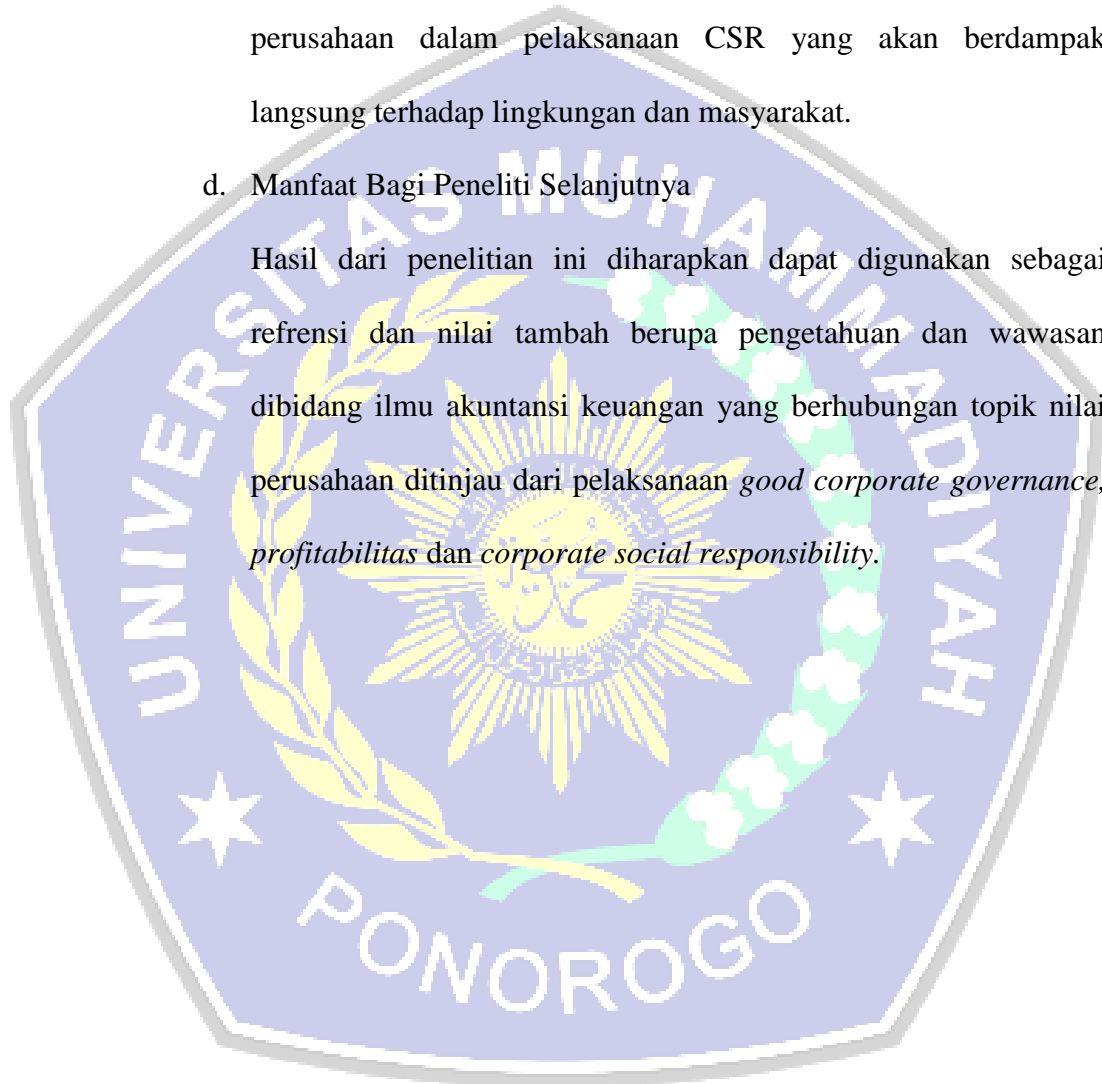 perusahaan dalam pelaksanaan CSR yang akan berdampak
langsung terhadap lingkungan dan masyarakat.
d. Manfaat Bagi Peneliti Selanjutnya
Hasil dari penelitian ini diharapkan dapat digunakan sebagai
refrensi dan nilai tambah berupa pengetahuan dan wawasan
dibidang ilmu akuntansi keuangan yang berhubungan topik nilai
perusahaan ditinjau dari pelaksanaan good corporate governance,
profitabilitas dan corporate social responsibility.
UNIVERSITAS MUHAMMADIYAH
PONOROGO